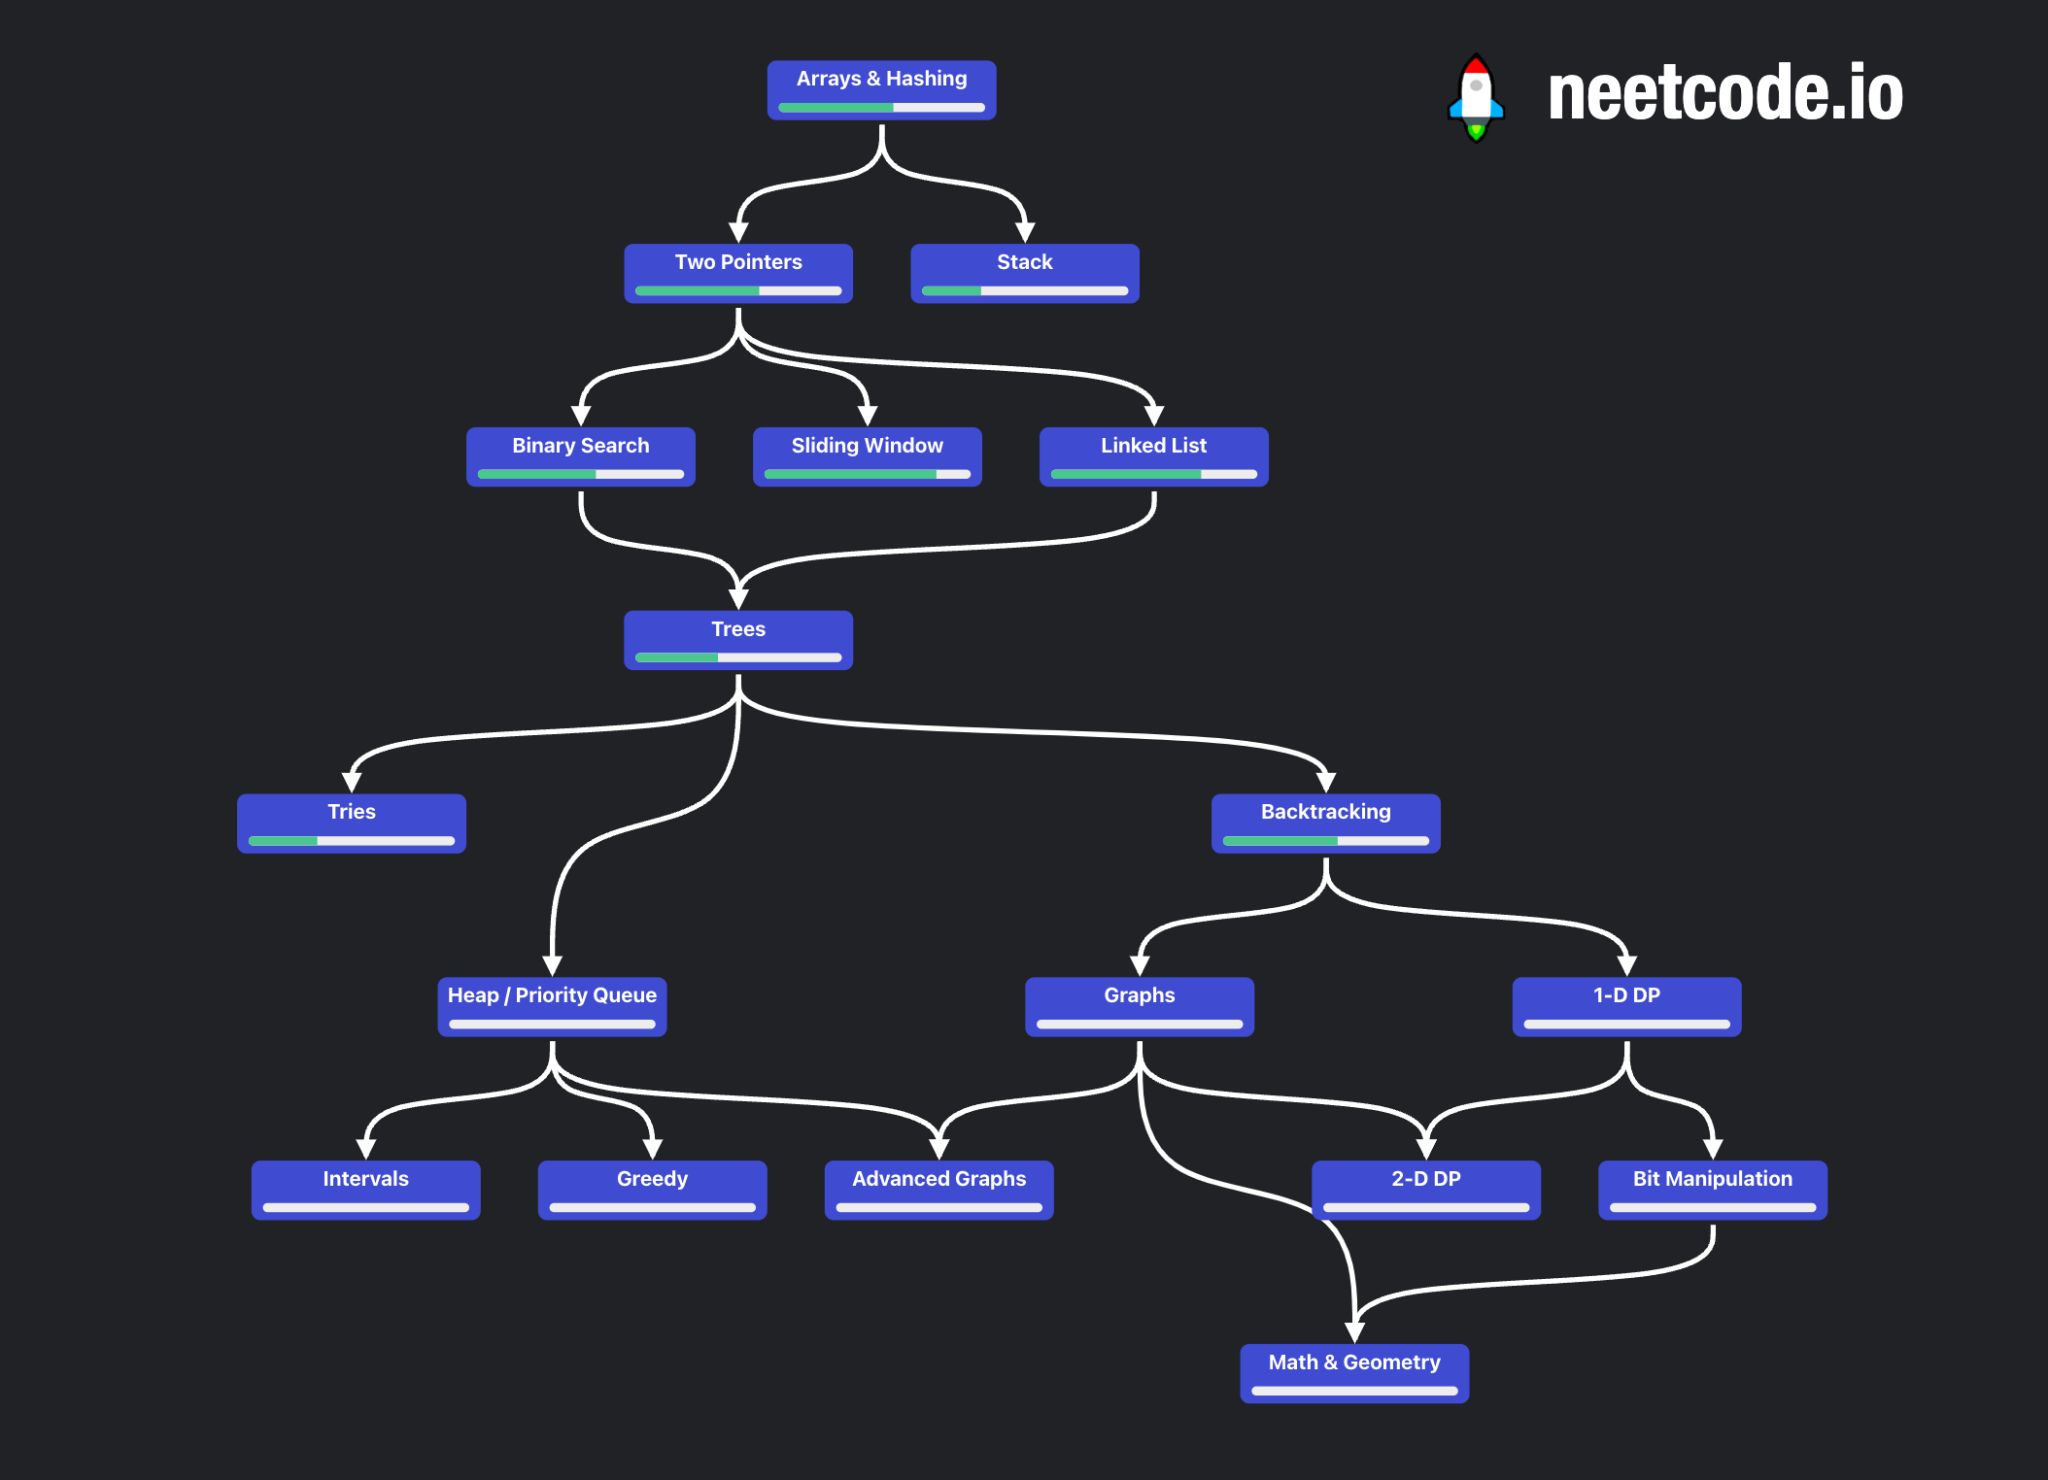 Arrays & Hashing
neetcode.io
Two Pointers
Stack
Binary Search
Sliding Window
Linked List
Trees
Tries
Backtracking
Heap / Priority Queue
Graphs
1-D DP
Intervals
Greedy
Advanced Graphs
2-D DP
Bit Manipulation
Math & Geometry